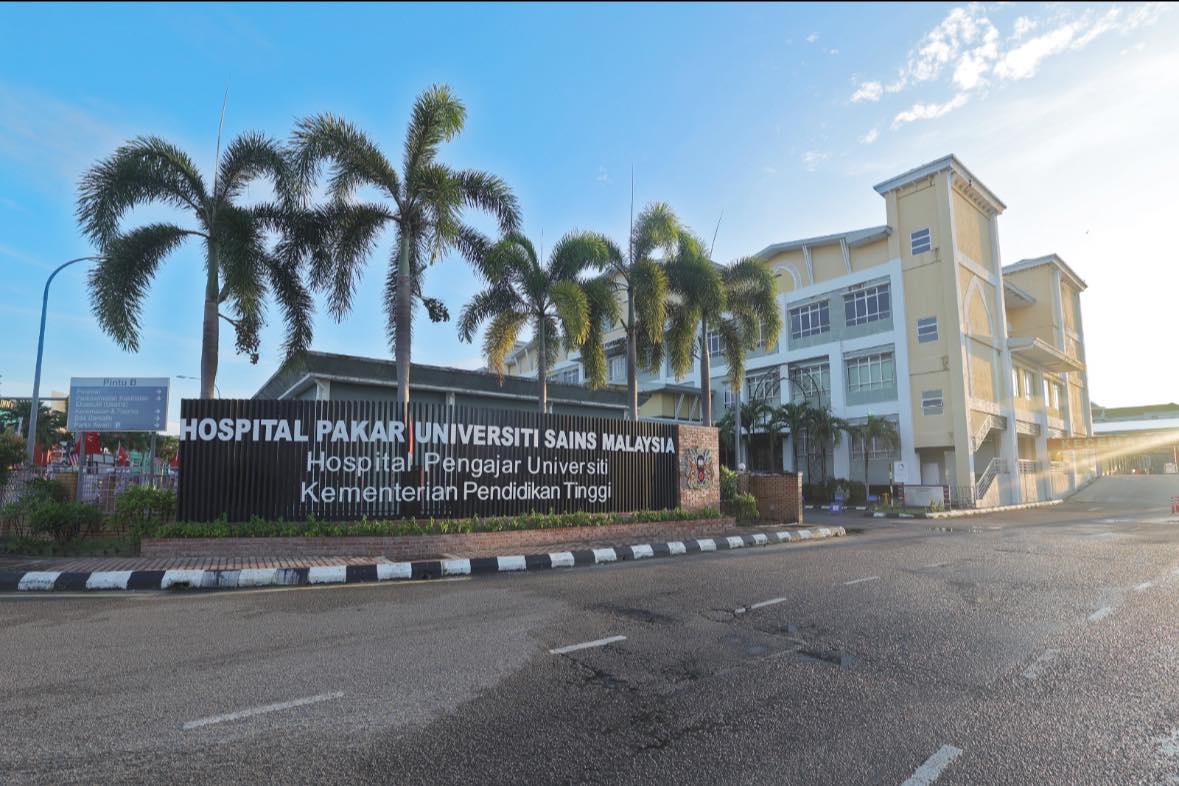 Pintu B
HOSPITAL PAKAR UNIVERSITI SAINS MALAYSIA
Hospital Pengajar Universiti
Kementerian Pendidikan Tinggi